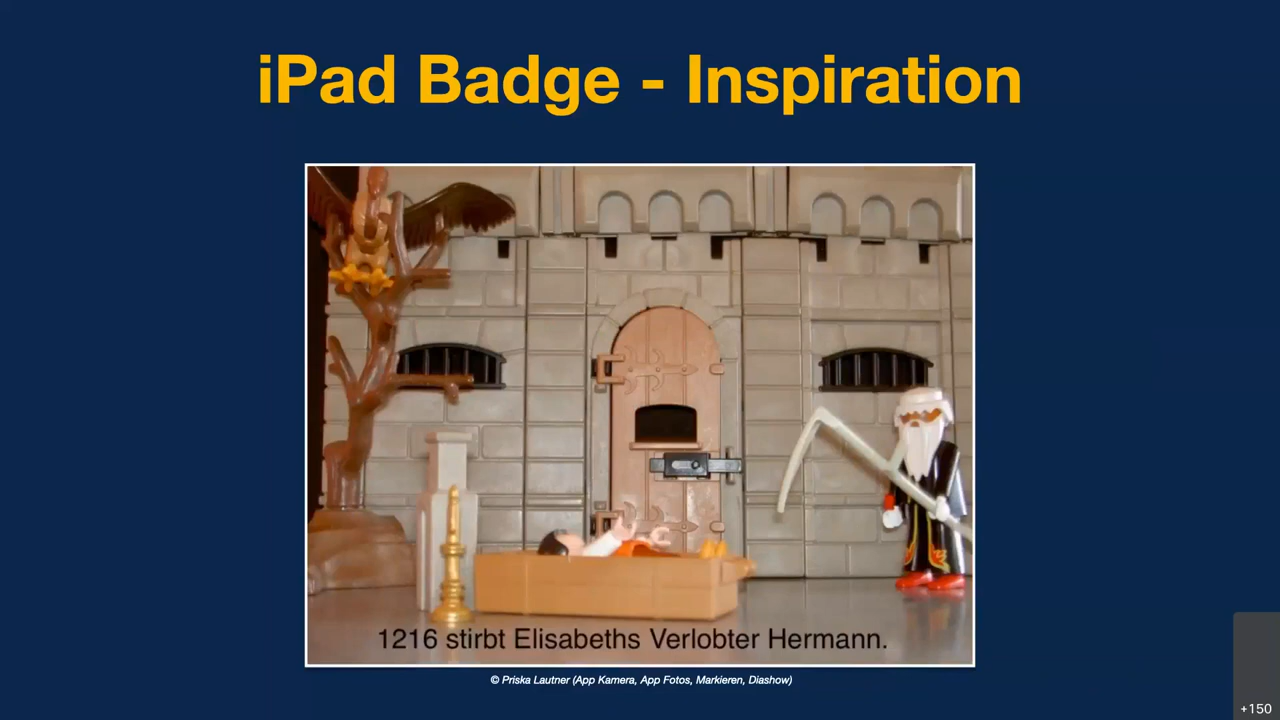 iPad Badge - Inspiration
1216 stirbt Elisabeths Verlobter Hermann.
© Priska Lautner (App Kamera, App Fotos, Markieren, Diashow)
+150